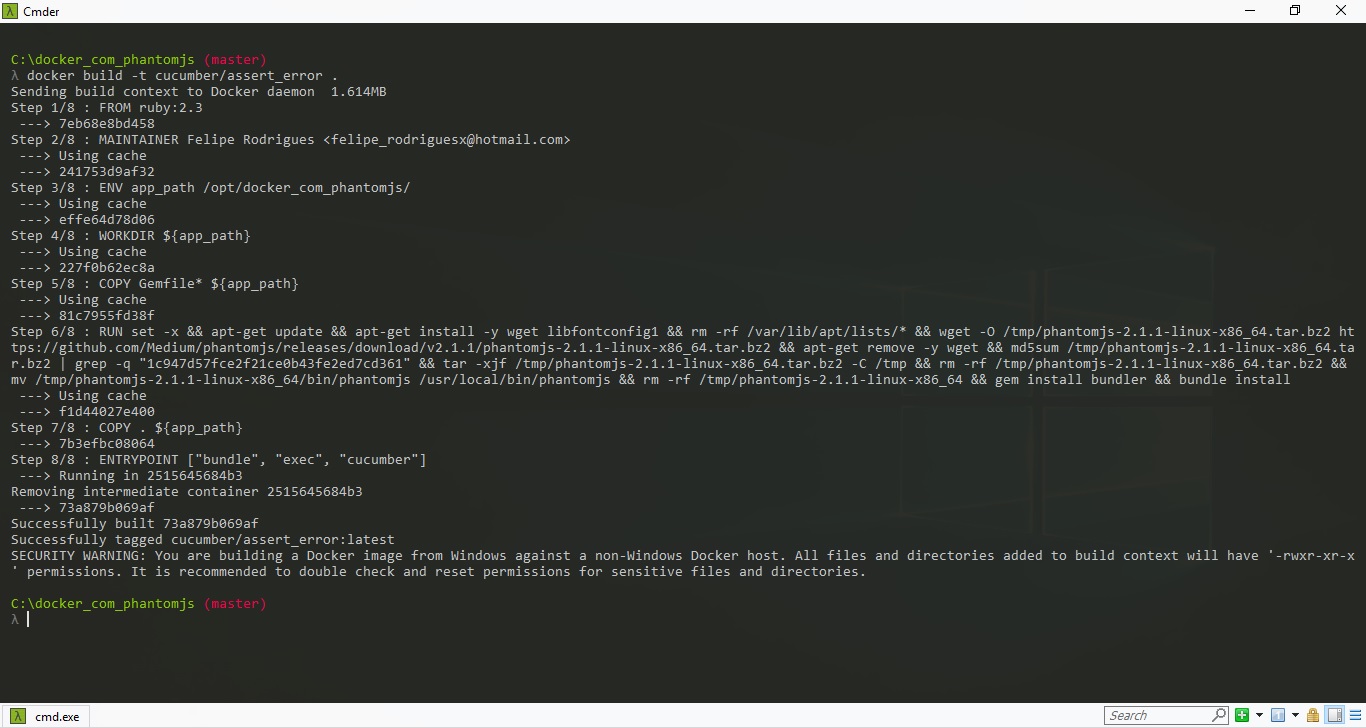 Cmder
C:\docker_com_phantomjs (master)
λ docker build -t cucumber/assert_error .
Sending build context to Docker daemon  1.614MB
Step 1/8 : FROM ruby:2.3
 ---> 7eb68e8bd458
Step 2/8 : MAINTAINER Felipe Rodrigues <felipe_rodriguesx@hotmail.com>
 ---> Using cache
 ---> 241753d9af32
Step 3/8 : ENV app_path /opt/docker_com_phantomjs/
 ---> Using cache
 ---> effe64d78d06
Step 4/8 : WORKDIR ${app_path}
 ---> Using cache
 ---> 227f0b62ec8a
Step 5/8 : COPY Gemfile* ${app_path}
 ---> Using cache
 ---> 81c7955fd38f
Step 6/8 : RUN set -x && apt-get update && apt-get install -y wget libfontconfig1 && rm -rf /var/lib/apt/lists/* && wget -O /tmp/phantomjs-2.1.1-linux-x86_64.tar.bz2 ht
tps://github.com/Medium/phantomjs/releases/download/v2.1.1/phantomjs-2.1.1-linux-x86_64.tar.bz2 && apt-get remove -y wget && md5sum /tmp/phantomjs-2.1.1-linux-x86_64.ta
r.bz2 | grep -q "1c947d57fce2f21ce0b43fe2ed7cd361" && tar -xjf /tmp/phantomjs-2.1.1-linux-x86_64.tar.bz2 -C /tmp && rm -rf /tmp/phantomjs-2.1.1-linux-x86_64.tar.bz2 &&
mv /tmp/phantomjs-2.1.1-linux-x86_64/bin/phantomjs /usr/local/bin/phantomjs && rm -rf /tmp/phantomjs-2.1.1-linux-x86_64 && gem install bundler && bundle install
 ---> Using cache
 ---> f1d44027e400
Step 7/8 : COPY . ${app_path}
 ---> 7b3efbc08064
Step 8/8 : ENTRYPOINT ["bundle", "exec", "cucumber"]
 ---> Running in 2515645684b3
Removing intermediate container 2515645684b3
 ---> 73a879b069af
Successfully built 73a879b069af
Successfully tagged cucumber/assert_error:latest
SECURITY WARNING: You are building a Docker image from Windows against a non-Windows Docker host. All files and directories added to build context will have '-rwxr-xr-x
' permissions. It is recommended to double check and reset permissions for sensitive files and directories.
C:\docker_com_phantomjs (master)
λ
λ cmd.exe
Search